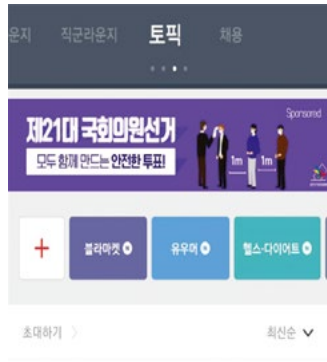 운지 직군라운지 토픽 채용
Sponsored
제21대 국회의원선거
모두 함께 만드는 안전한 투표!
1m 1m
블라마켓 유우머 헬스·다이어트
초대하기
최신순